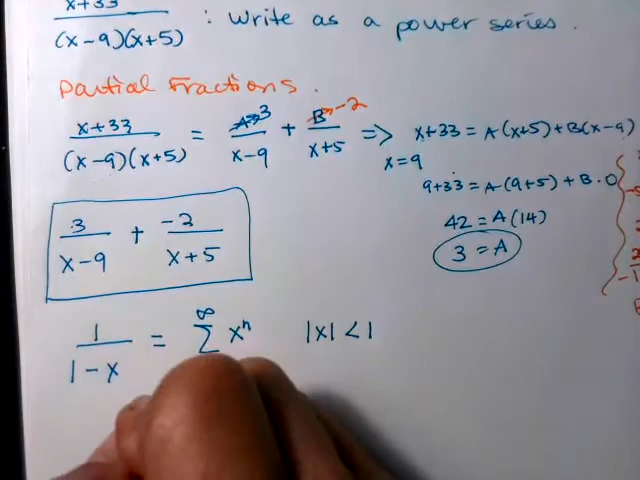 x+33
(x-9)(x+5) : Write as a power series.
Partial Fractions.
x+33 / (x-9)(x+5) = A→3 / x-9 + B→-2 / x+5 => x+33 = A(x+5) + B(x-9)
x=9
9+33 = A(9+5) + B·0
42 = A(14)
3 = A
3 / x-9 + -2 / x+5
1 / 1-x = ∞ Σ xⁿ |x| < 1